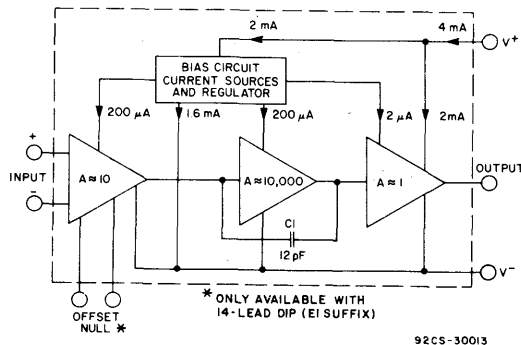 2 mA
4 mA
V+
BIAS CIRCUIT
CURRENT SOURCES
AND REGULATOR
200 µA
1.6 mA
200 µA
2 µA
2mA
+
INPUT
-
A ≈ 10
A ≈ 10,000
A ≈ 1
OUTPUT
C1
12 pF
V-
OFFSET
NULL *
* ONLY AVAILABLE WITH
14-LEAD DIP (E1 SUFFIX)
92CS-30013